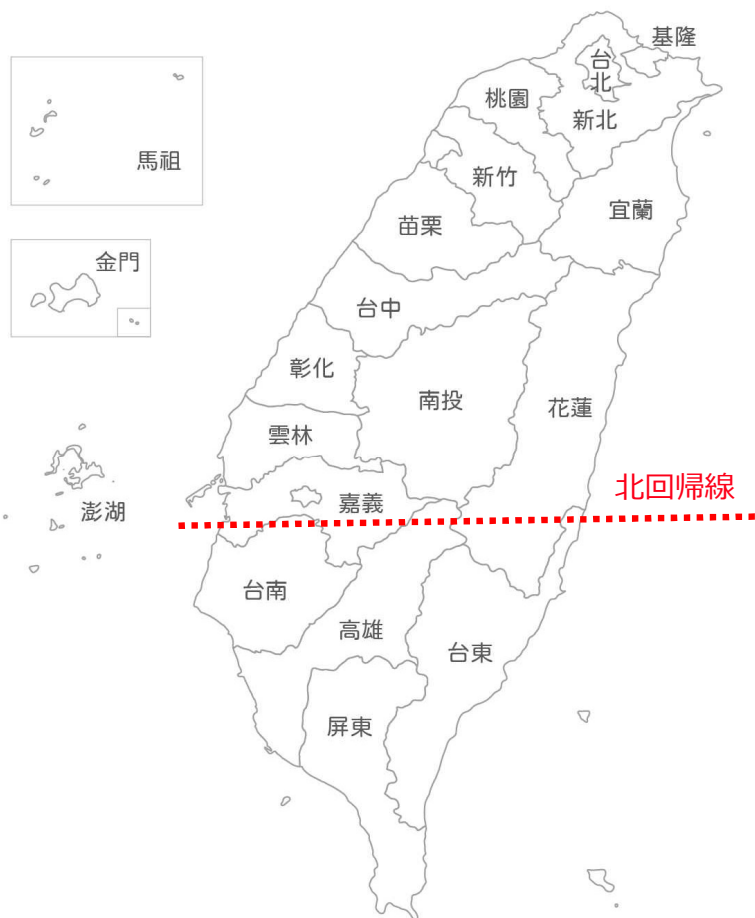 基隆
台
北
桃園
新北
馬祖
新竹
宜蘭
苗栗
金門
台中
彰化
南投
花蓮
雲林
北回帰線
嘉義
澎湖
台南
高雄
台東
屏東